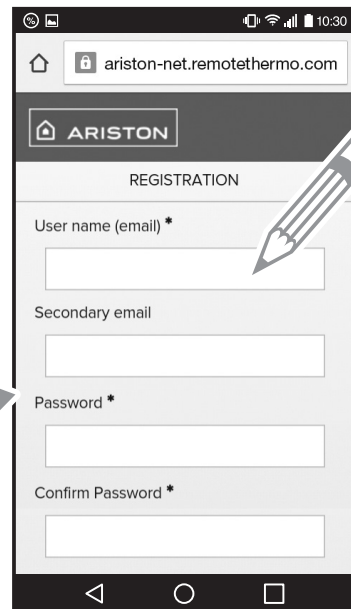 10:30
ariston-net.remotethermo.com
ARISTON
REGISTRATION
User name (email) *
Secondary email
Password *
Confirm Password *